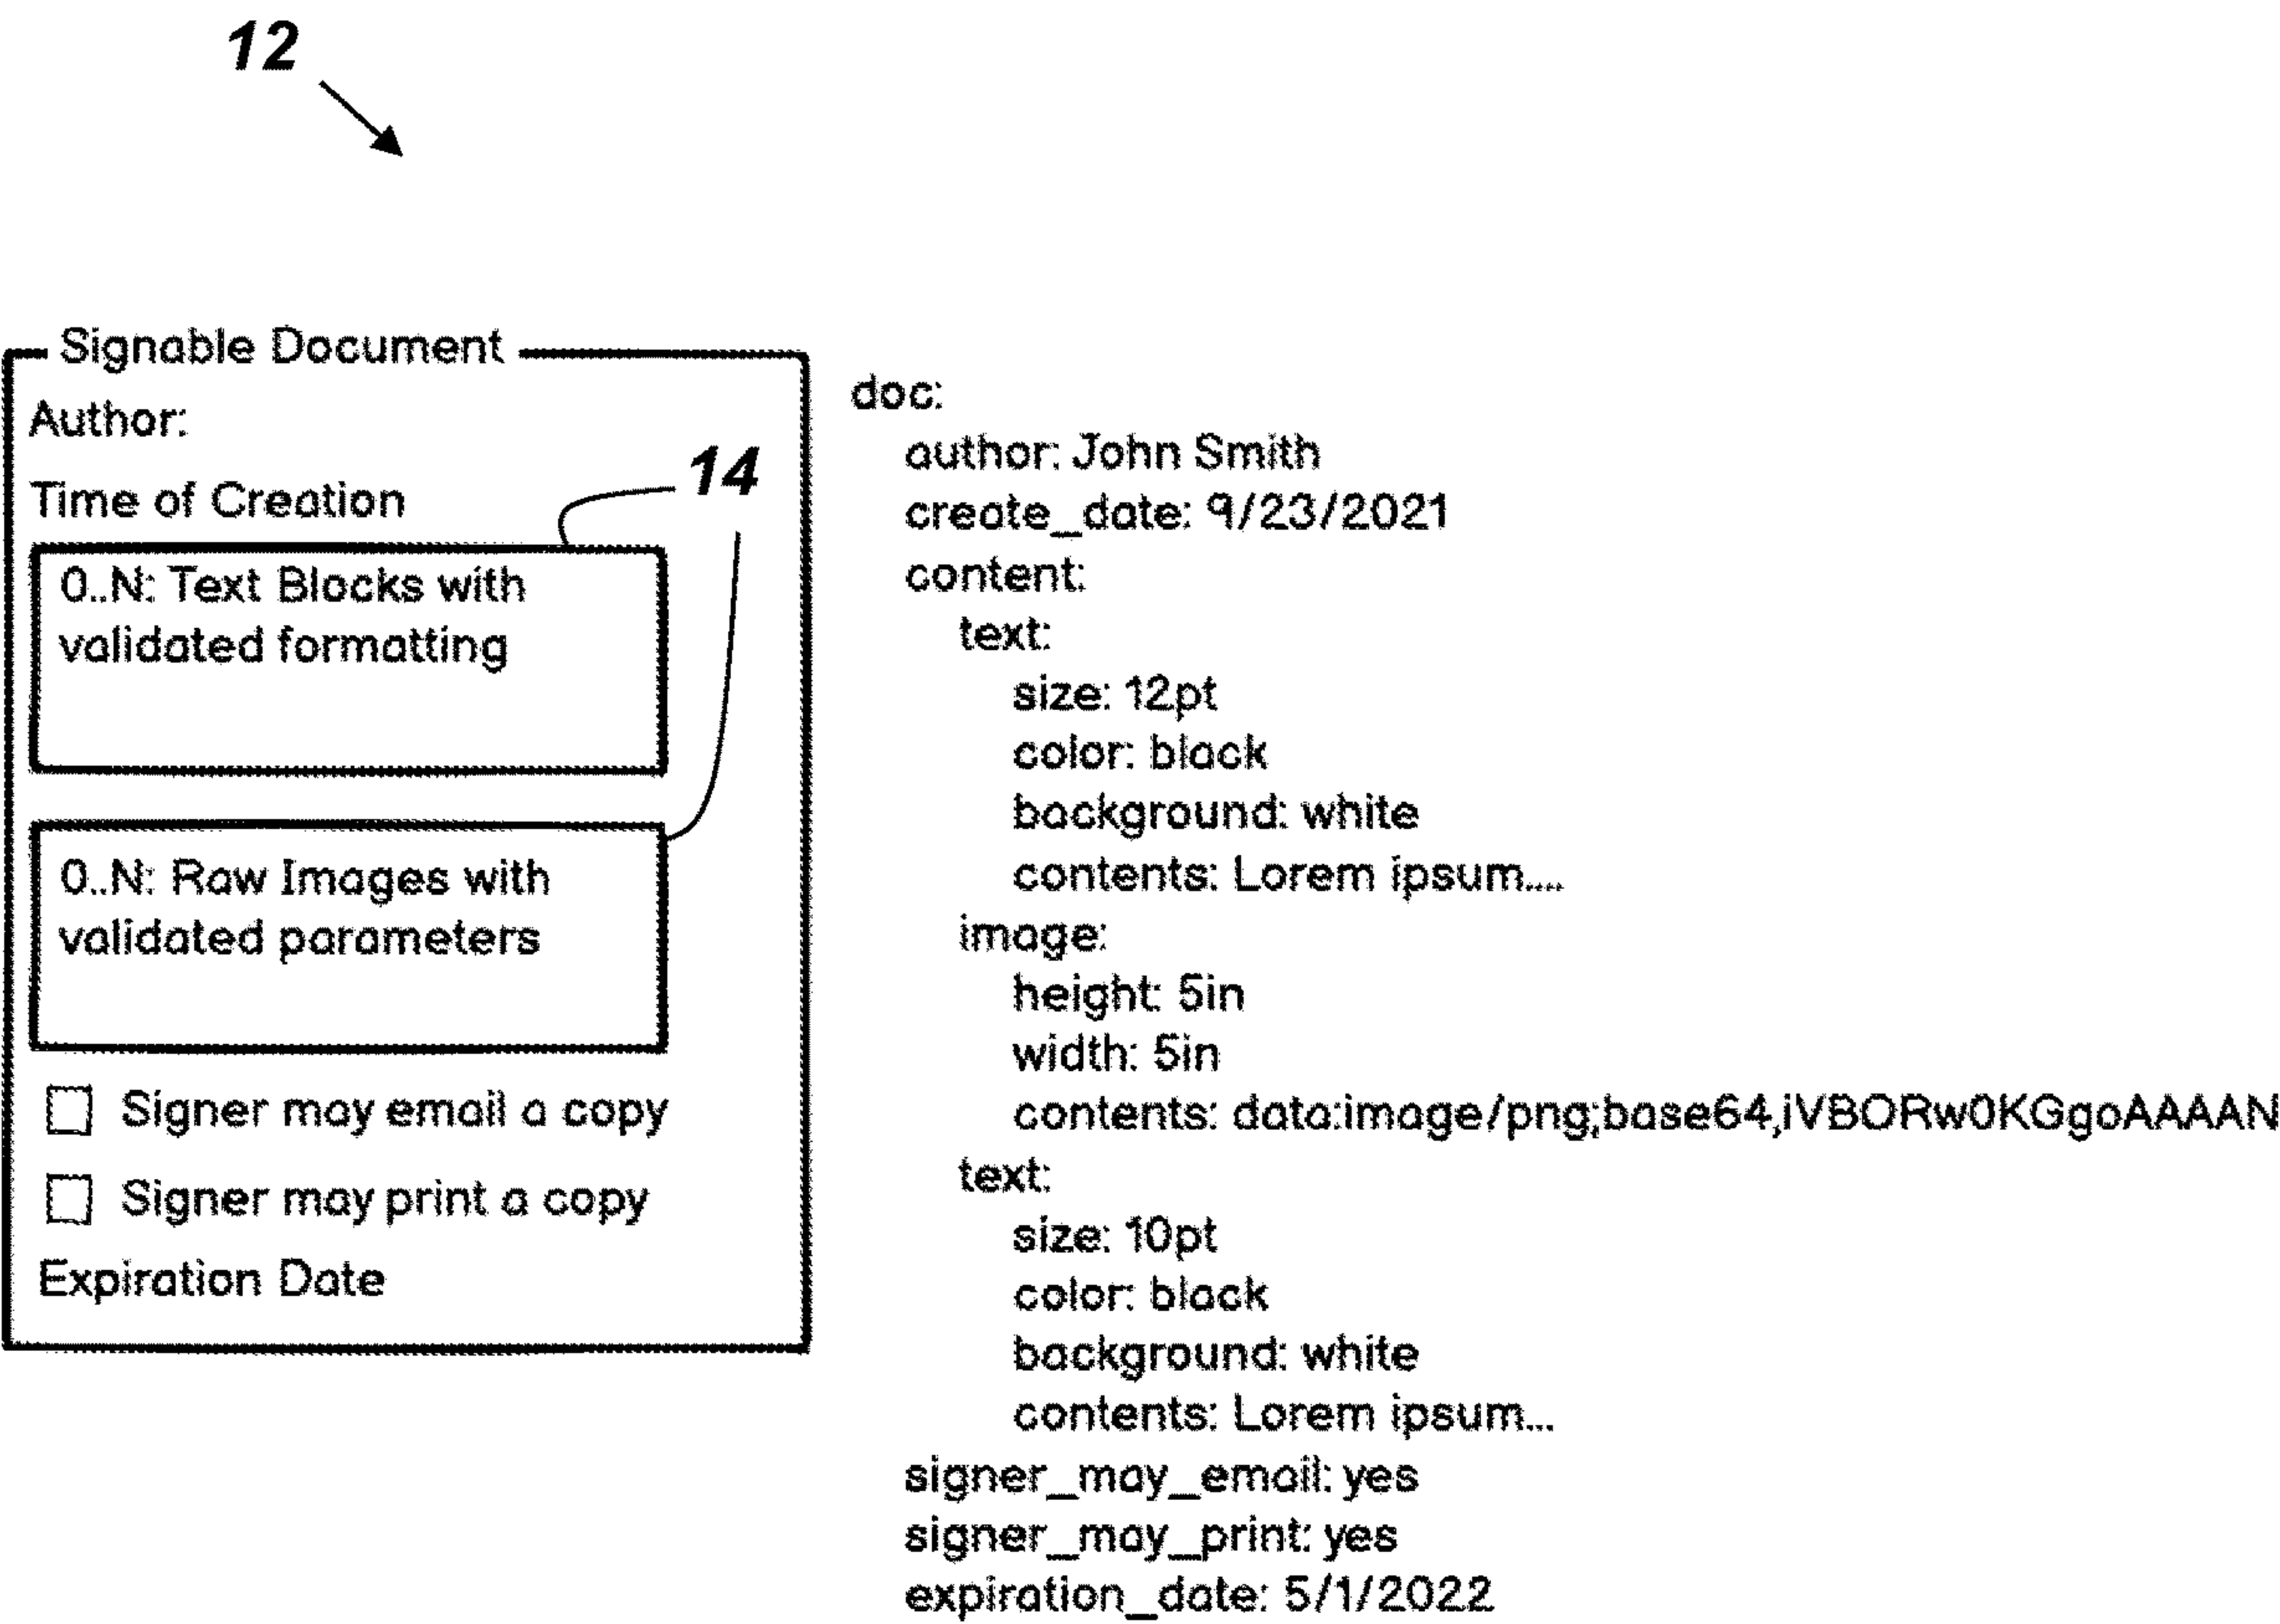 12
Signable Document
Author:
Time of Creation
14
0..N: Text Blocks with
validated formatting
0..N: Raw Images with
validated parameters
Signer may email a copy
Signer may print a copy
Expiration Date
doc:
author: John Smith
create_date: 9/23/2021
content:
text:
size: 12pt
color: black
background: white
contents: Lorem ipsum....
image:
height: 5in
width: 5in
contents: data:image/png;base64,iVBORw0KGgoAAAAN
text:
size: 10pt
color: black
background: white
contents: Lorem ipsum...
signer_may_email: yes
signer_may_print: yes
expiration_date: 5/1/2022